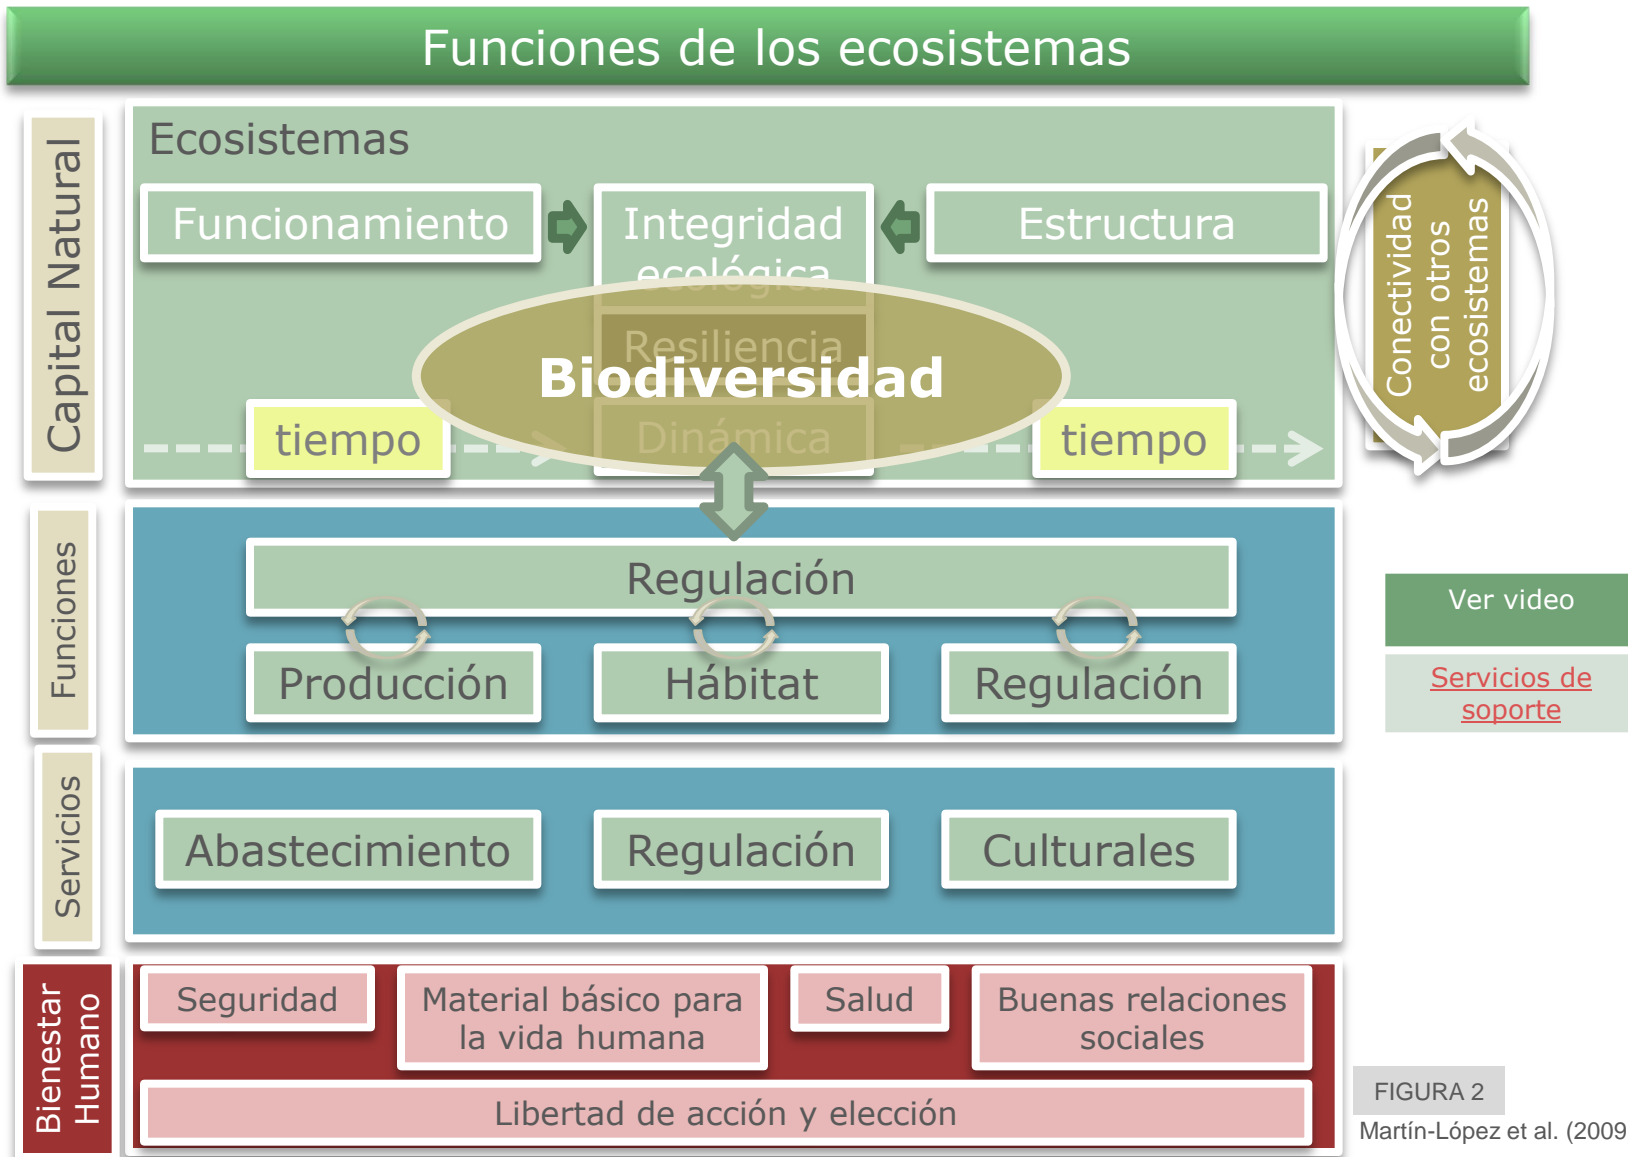 Funciones de los ecosistemas
Capital Natural
Ecosistemas
Funcionamiento
Integridad
ecológica
Estructura
Resiliencia
Biodiversidad
Dinámica
tiempo
tiempo
Conectividad
con otros
ecosistemas
Funciones
Regulación
Producción
Hábitat
Regulación
Ver video
Servicios de
soporte
Servicios
Abastecimiento
Regulación
Culturales
Bienestar
Humano
Seguridad
Material básico para
la vida humana
Salud
Buenas relaciones
sociales
Libertad de acción y elección
FIGURA 2
Martín-López et al. (2009